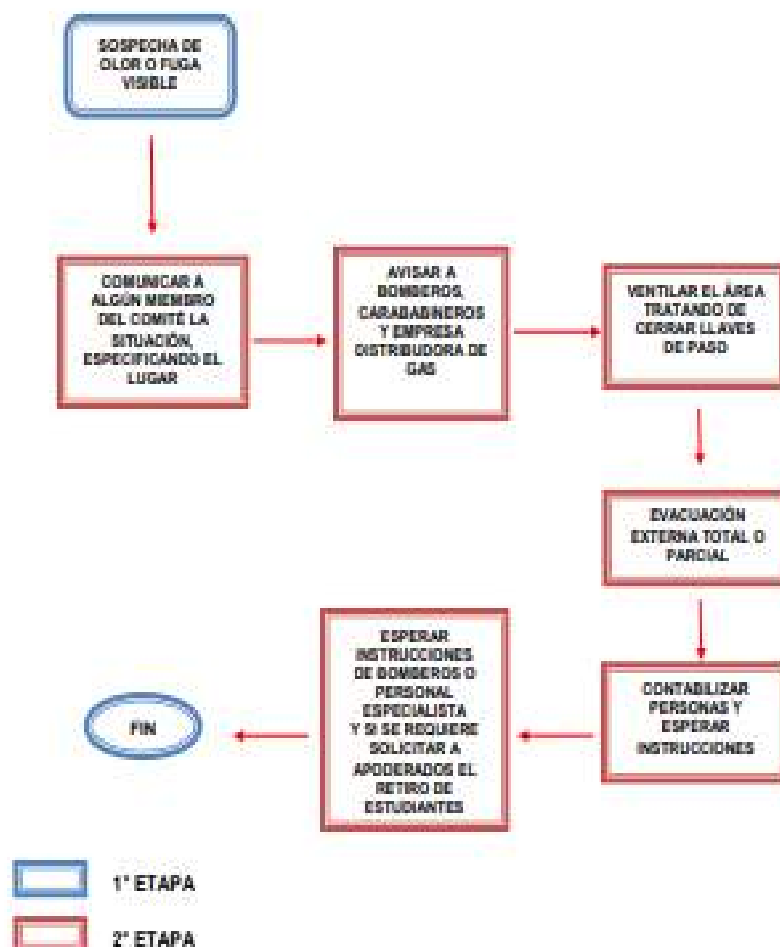 SOSPECHA DE
OLOR O FUGA
VISIBLE
COMUNICAR A
ALGÚN MIEMBRO
DEL COMITÉ LA
SITUACIÓN,
ESPECIFICANDO EL
LUGAR
AVISAR A
BOMBEROS,
CARABABINEROS
Y EMPRESA
DISTRIBUDORA DE
GAS
VENTILAR EL ÁREA
TRATANDO DE
CERRAR LLAVES
DE PASO
EVACUACIÓN
EXTERNA TOTAL O
PARCIAL
CONTABILIZAR
PERSONAS Y
ESPERAR
INSTRUCCIONES
ESPERAR
INSTRUCCIONES
DE BOMBEROS O
PERSONAL
ESPECIALISTA
Y SI SE REQUIERE
SOLICITAR A
APODERADOS EL
RETIRO DE
ESTUDIANTES
FIN
1° ETAPA
2° ETAPA